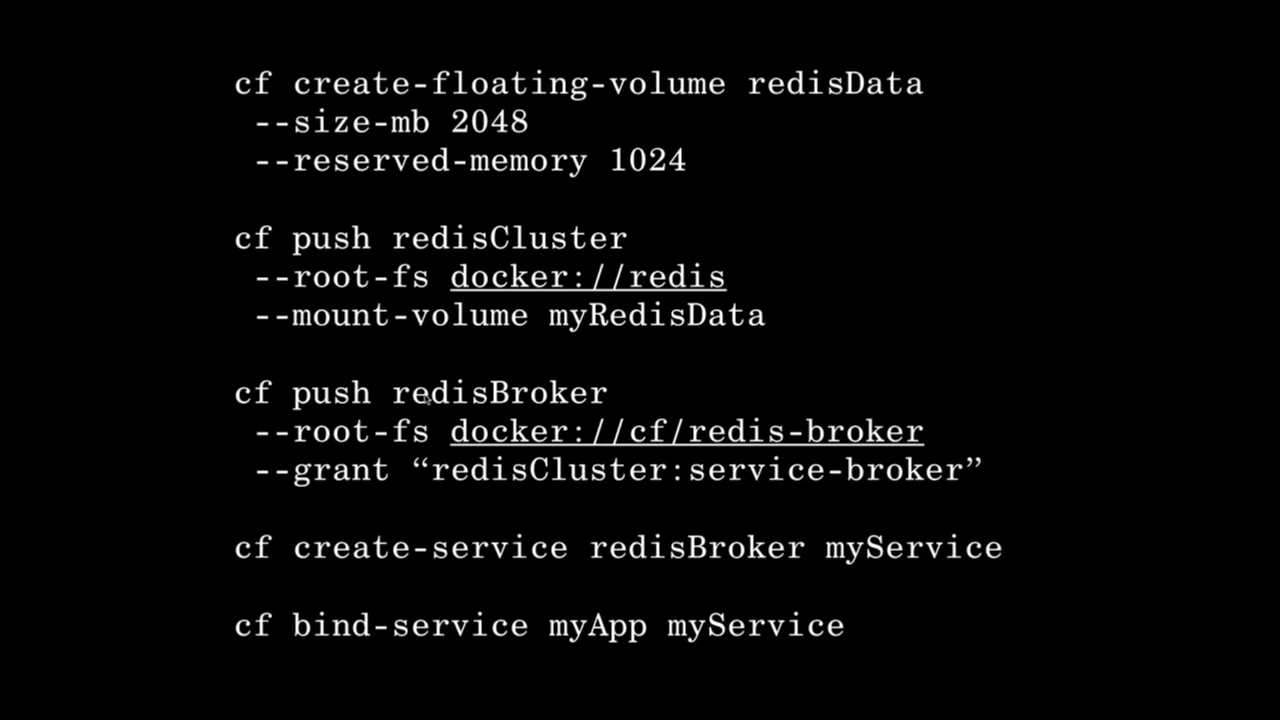 cf create-floating-volume redisData
--size-mb 2048
--reserved-memory 1024
cf push redisCluster
--root-fs docker://redis
--mount-volume myRedisData
cf push redisBroker
--root-fs docker://cf/redis-broker
--grant “redisCluster:service-broker”
cf create-service redisBroker myService
cf bind-service myApp myService